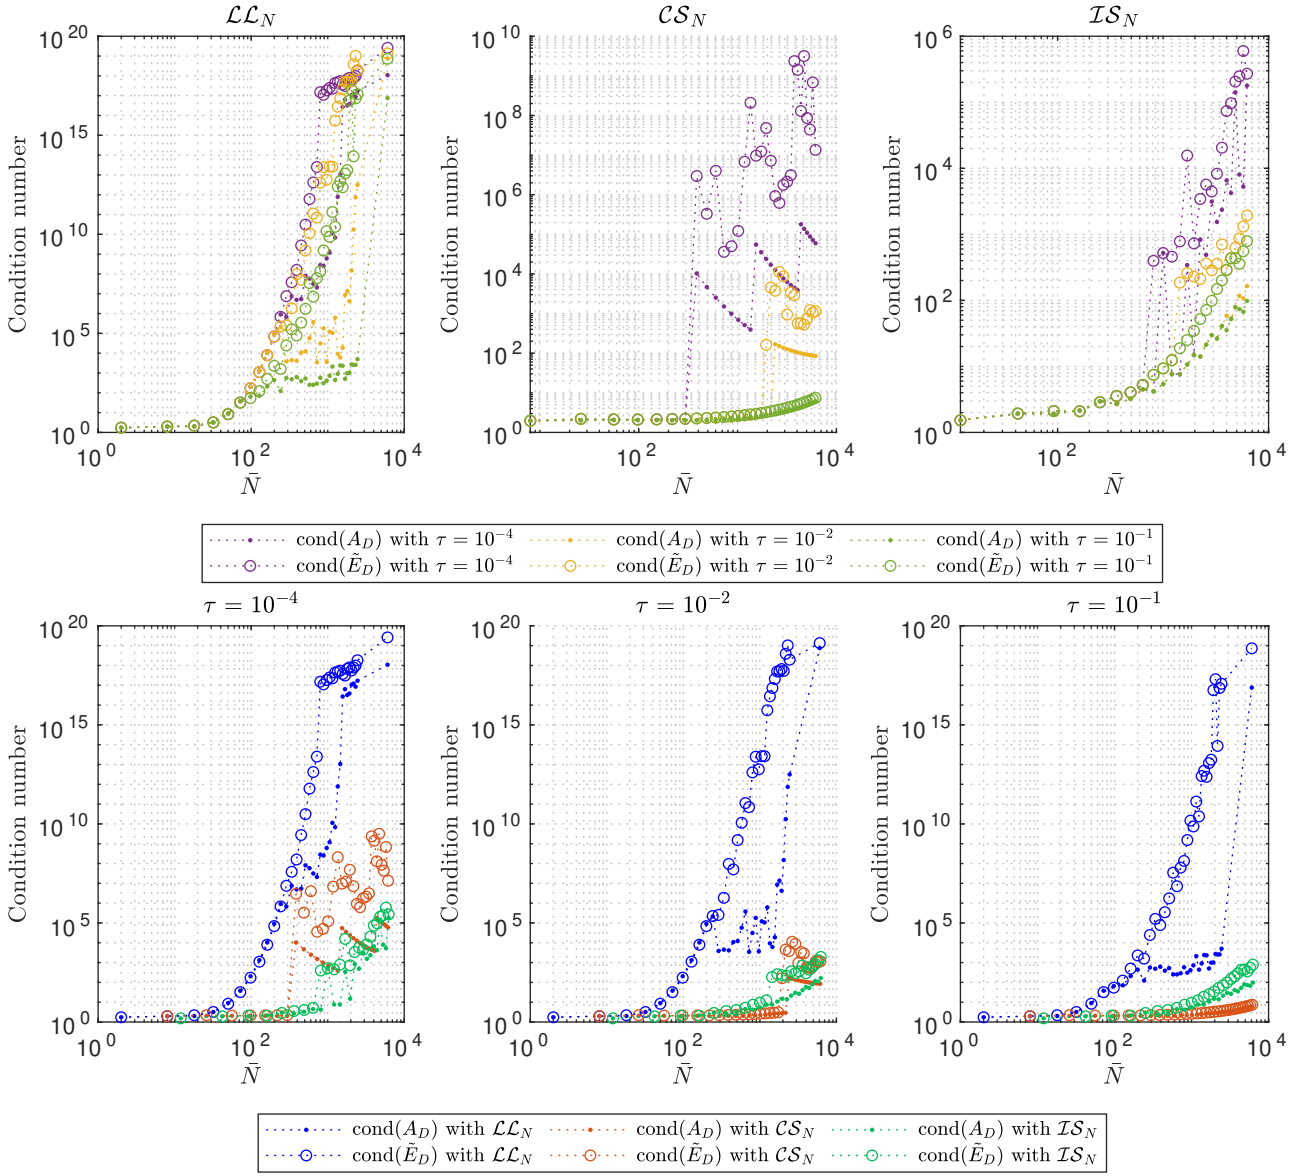 ℒℒ_N
𝒞𝒮_N
ℐ𝒮_N
Condition number
10^20
10^15
10^10
10^5
10^0
10^0 10^2 10^4
N̄
Condition number
10^10
10^8
10^6
10^4
10^2
10^0
10^2 10^4
N̄
Condition number
10^6
10^4
10^2
10^0
10^2 10^4
N̄
cond(A_D) with τ = 10^−4 cond(A_D) with τ = 10^−2 cond(A_D) with τ = 10^−1
cond(Ẽ_D) with τ = 10^−4 cond(Ẽ_D) with τ = 10^−2 cond(Ẽ_D) with τ = 10^−1
τ = 10^−4
τ = 10^−2
τ = 10^−1
Condition number
10^20
10^15
10^10
10^5
10^0
10^0 10^2 10^4
N̄
Condition number
10^20
10^15
10^10
10^5
10^0
10^0 10^2 10^4
N̄
Condition number
10^20
10^15
10^10
10^5
10^0
10^0 10^2 10^4
N̄
cond(A_D) with ℒℒ_N cond(A_D) with 𝒞𝒮_N cond(A_D) with ℐ𝒮_N
cond(Ẽ_D) with ℒℒ_N cond(Ẽ_D) with 𝒞𝒮_N cond(Ẽ_D) with ℐ𝒮_N